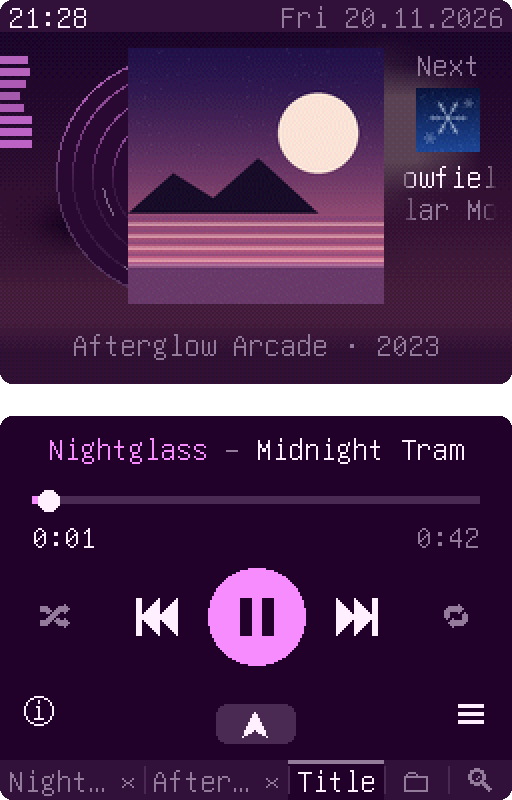 21:28 Fri 20.11.2026
Next
owfiel
lar Mo
Afterglow Arcade · 2023
Nightglass – Midnight Tram
0:01 0:42
Night… × After… × Title